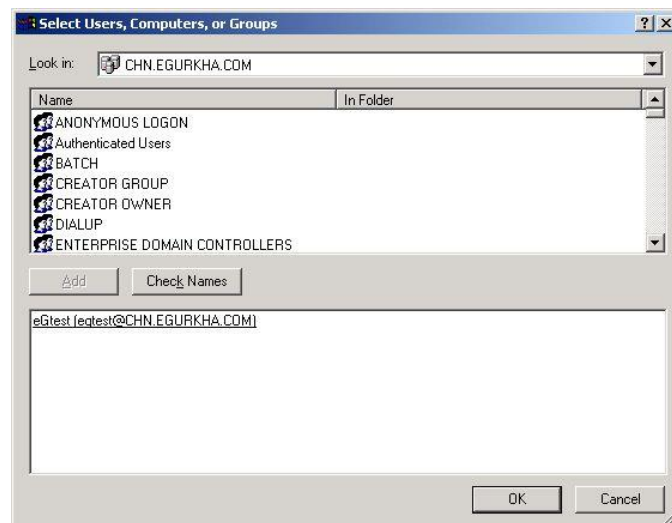 Select Users, Computers, or Groups
Look in: CHN.EGURKHA.COM
Name In Folder
ANONYMOUS LOGON
Authenticated Users
BATCH
CREATOR GROUP
CREATOR OWNER
DIALUP
ENTERPRISE DOMAIN CONTROLLERS
Add Check Names
eGtest (egtest@CHN.EGURKHA.COM)
OK Cancel